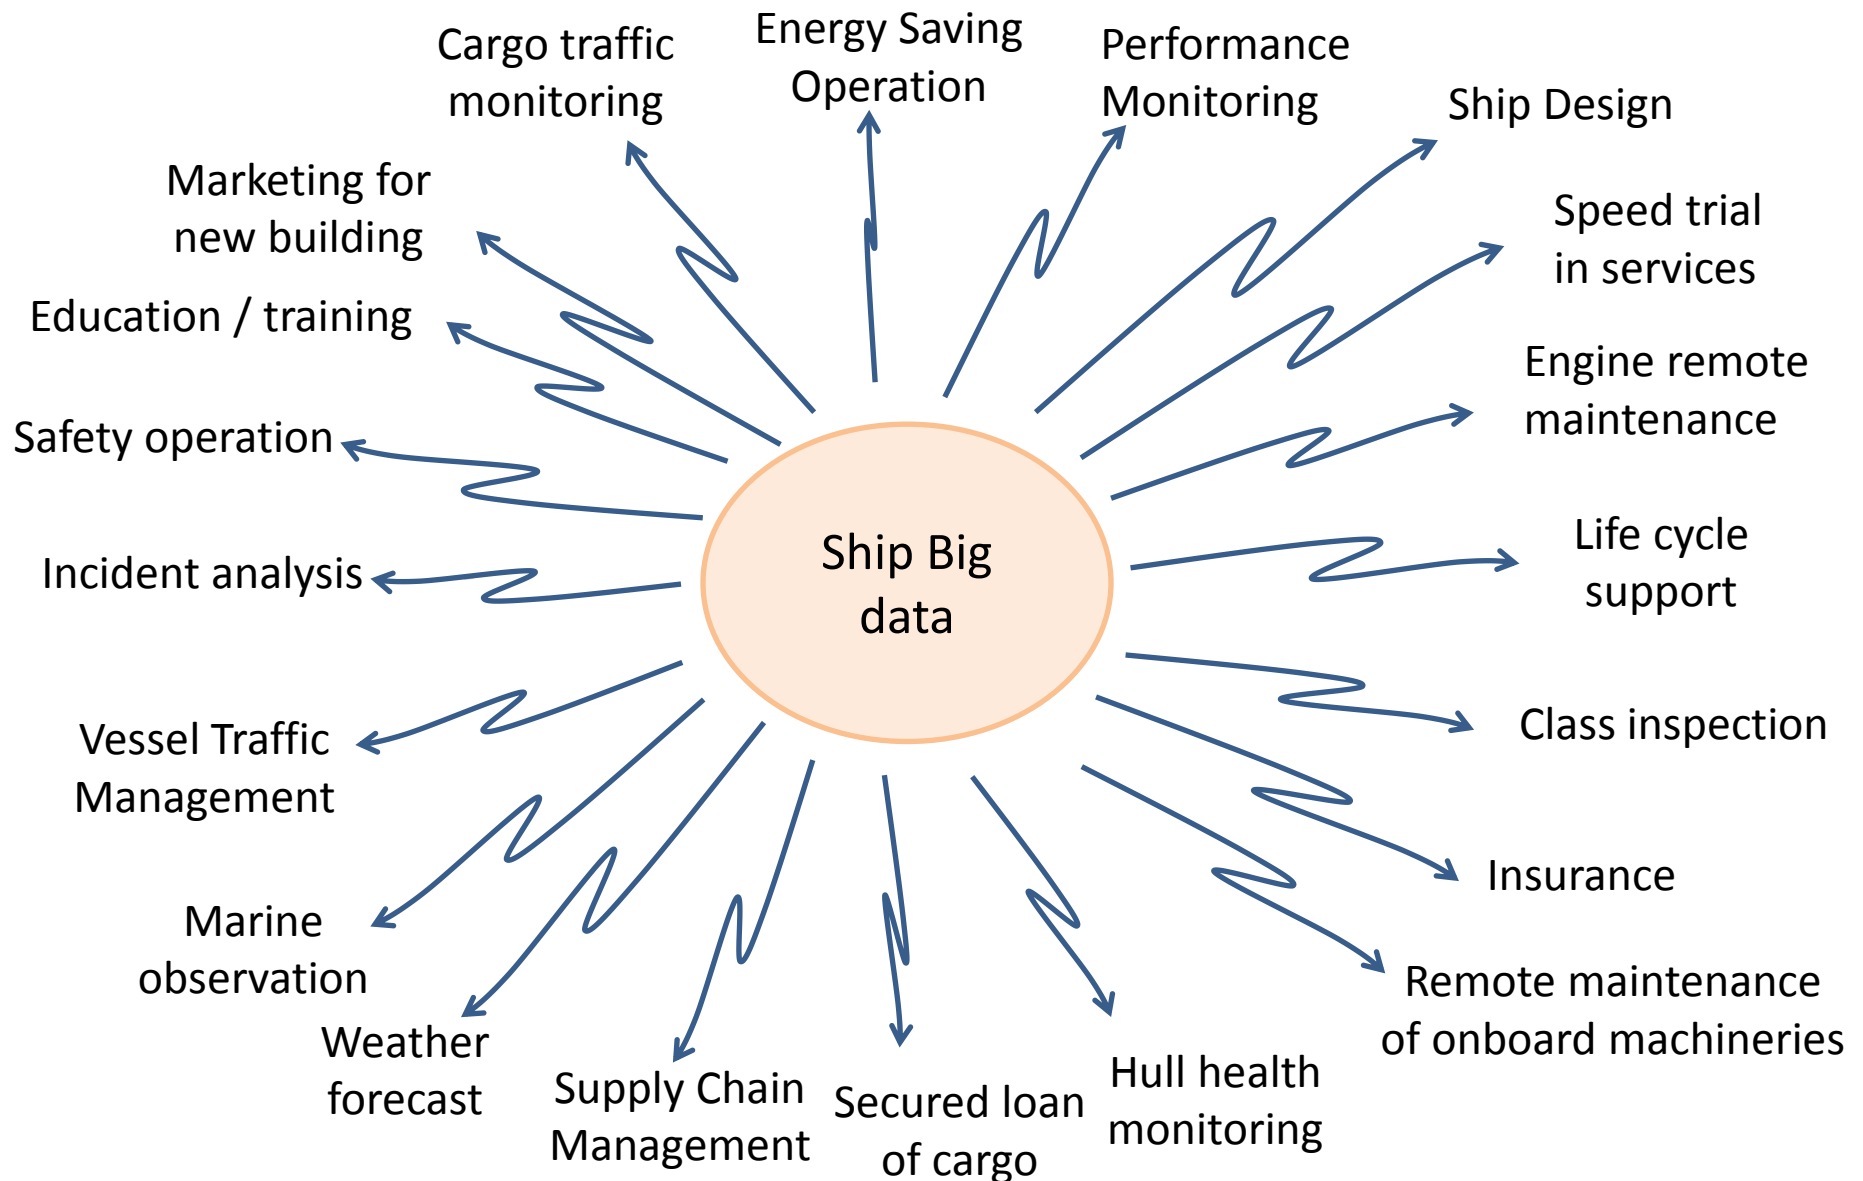 Cargo traffic
monitoring
Energy Saving
Operation
Performance
Monitoring
Ship Design
Marketing for
new building
Speed trial
in services
Education / training
Engine remote
maintenance
Safety operation
Ship Big
data
Life cycle
support
Incident analysis
Vessel Traffic
Management
Class inspection
Insurance
Marine
observation
Remote maintenance
of onboard machineries
Weather
forecast
Supply Chain
Management
Secured loan
of cargo
Hull health
monitoring